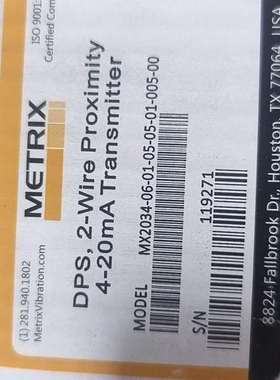 ISO 9001:
Certified Com
METRIX
(1) 281.940.1802
MetrixVibration.com
DPS, 2-Wire Proximity
4-20mA Transmitter
MODEL MX2034-06-01-05-05-01-005-00
S/N 119271
8824 Fallbrook Dr., Houston, TX 77064, USA